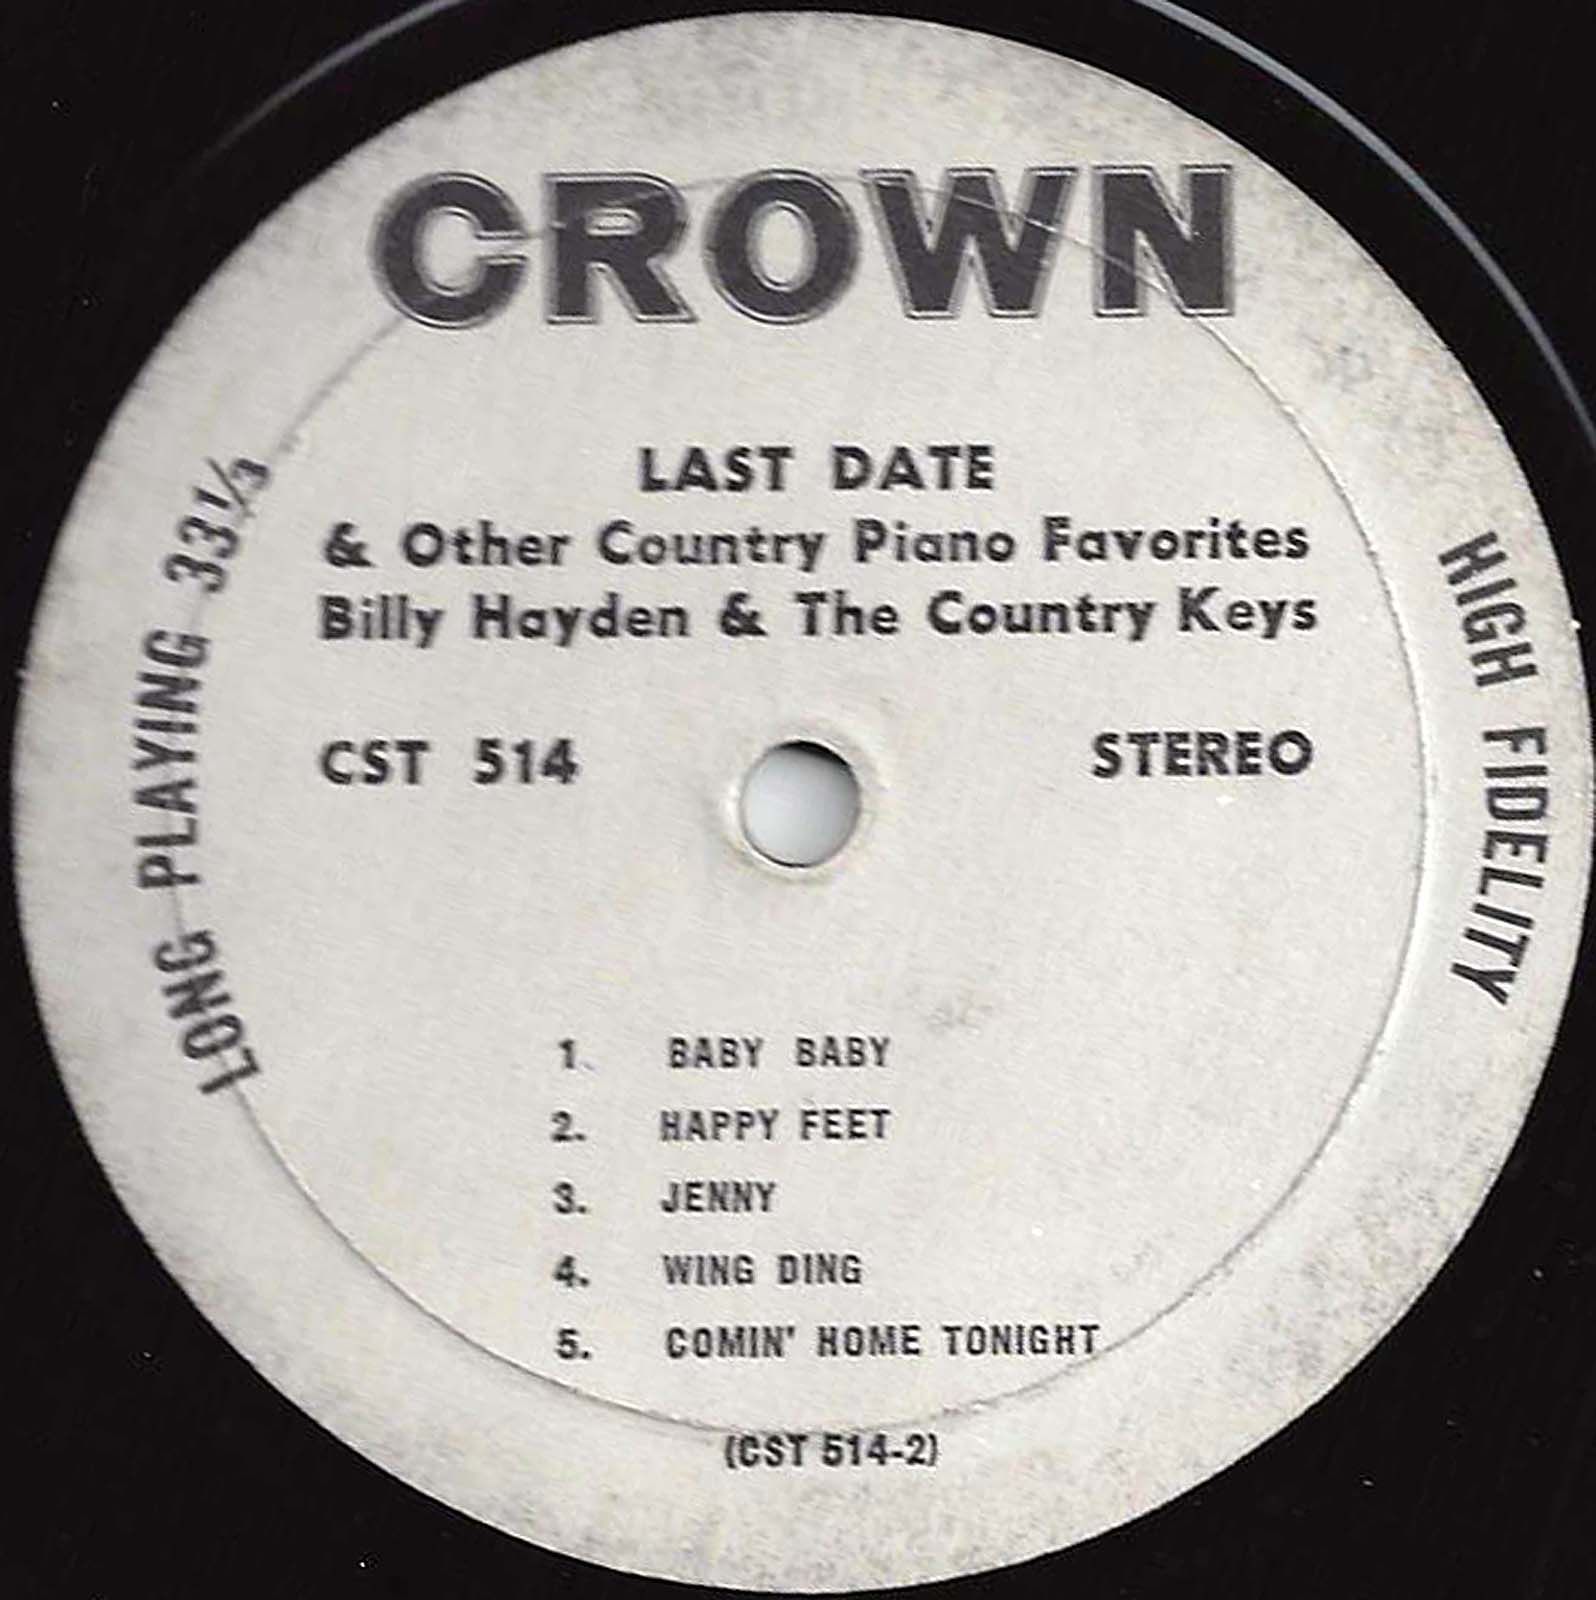 CROWN
LAST DATE
& Other Country Piano Favorites
Billy Hayden & The Country Keys
CST 514
STEREO
LONG PLAYING 33⅓
HIGH FIDELITY
1. BABY BABY
2. HAPPY FEET
3. JENNY
4. WING DING
5. COMIN' HOME TONIGHT
(CST 514-2)